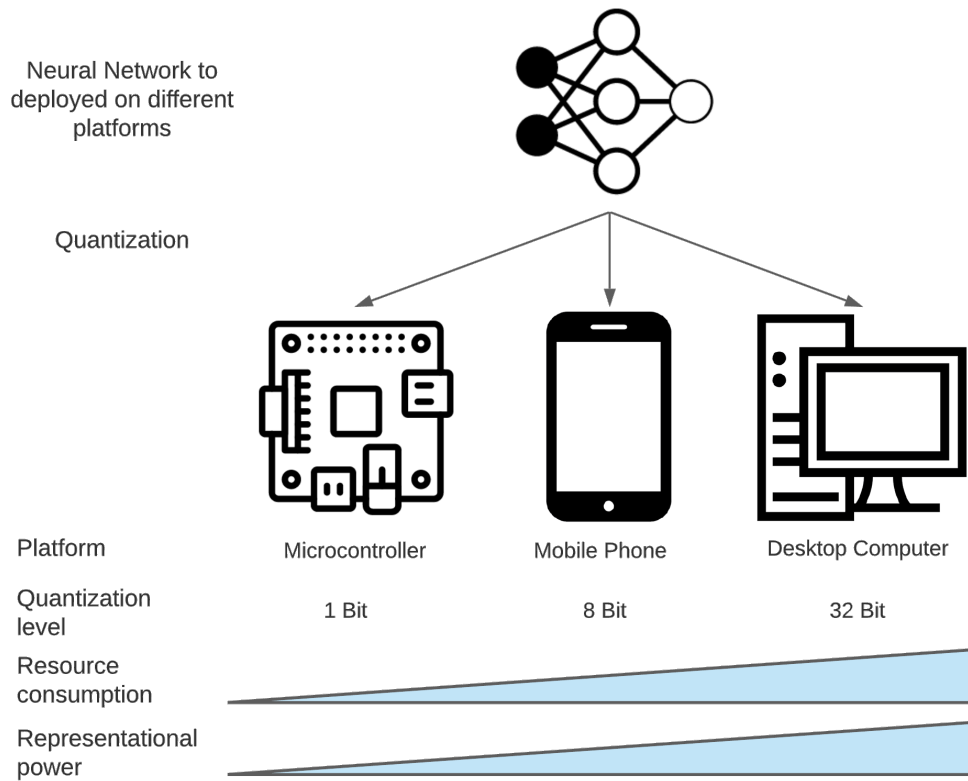 Neural Network to
deployed on different
platforms
Quantization
Platform
Microcontroller
Mobile Phone
Desktop Computer
Quantization
level
1 Bit
8 Bit
32 Bit
Resource
consumption
Representational
power